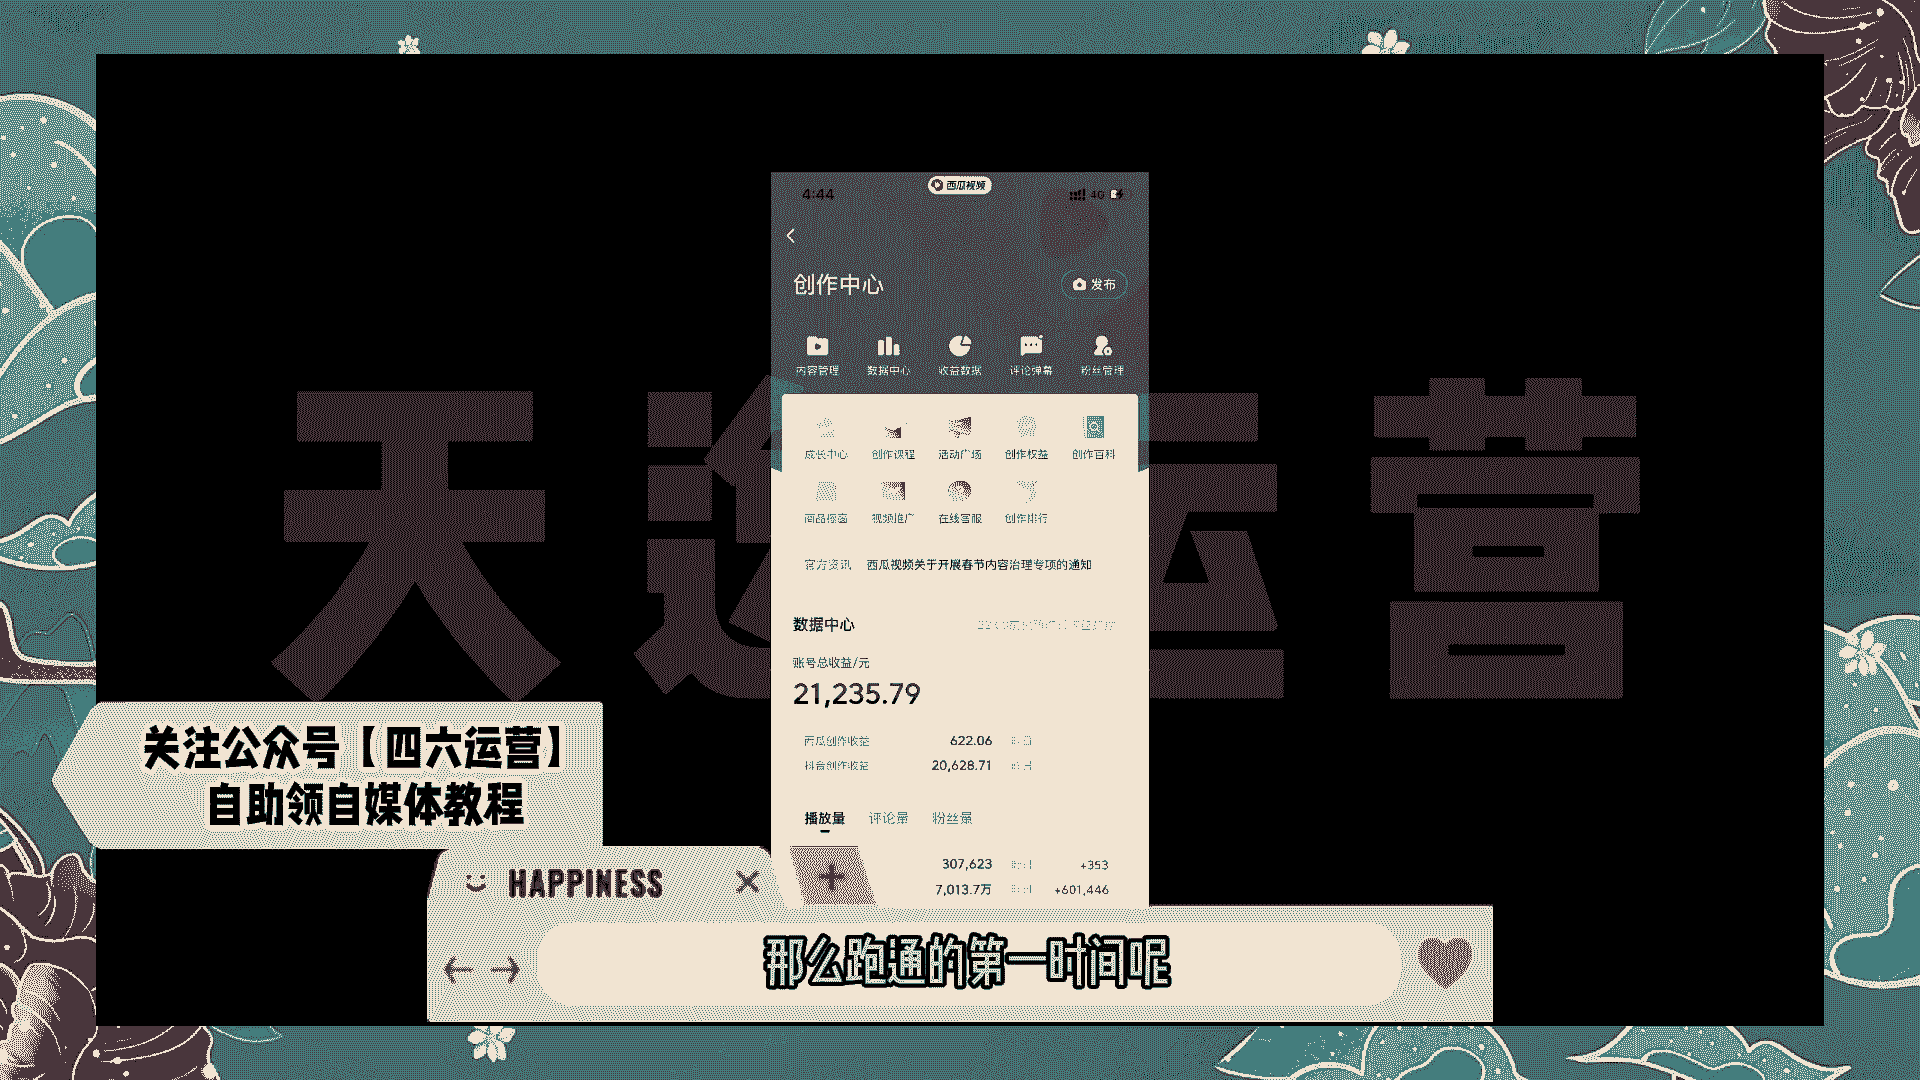 西瓜视频
4:44
4G
创作中心
发布
内容管理 数据中心 收益数据 评论弹幕 粉丝管理
成长中心 创作课程 活动广场 创作权益 创作百科
商品橱窗 视频推广 在线客服 创作排行
官方资讯 西瓜视频关于开展春节内容治理专项的通知
数据中心
账号总收益/元
21,235.79
西瓜创作收益 622.06
抖音创作收益 20,628.71
播放量 评论量 粉丝量
307,623 +353
7,013.7万 +601,446
天 运营
关注公众号【四六运营】
自助领自媒体教程
HAPPINESS
那么跑通的第一时间呢